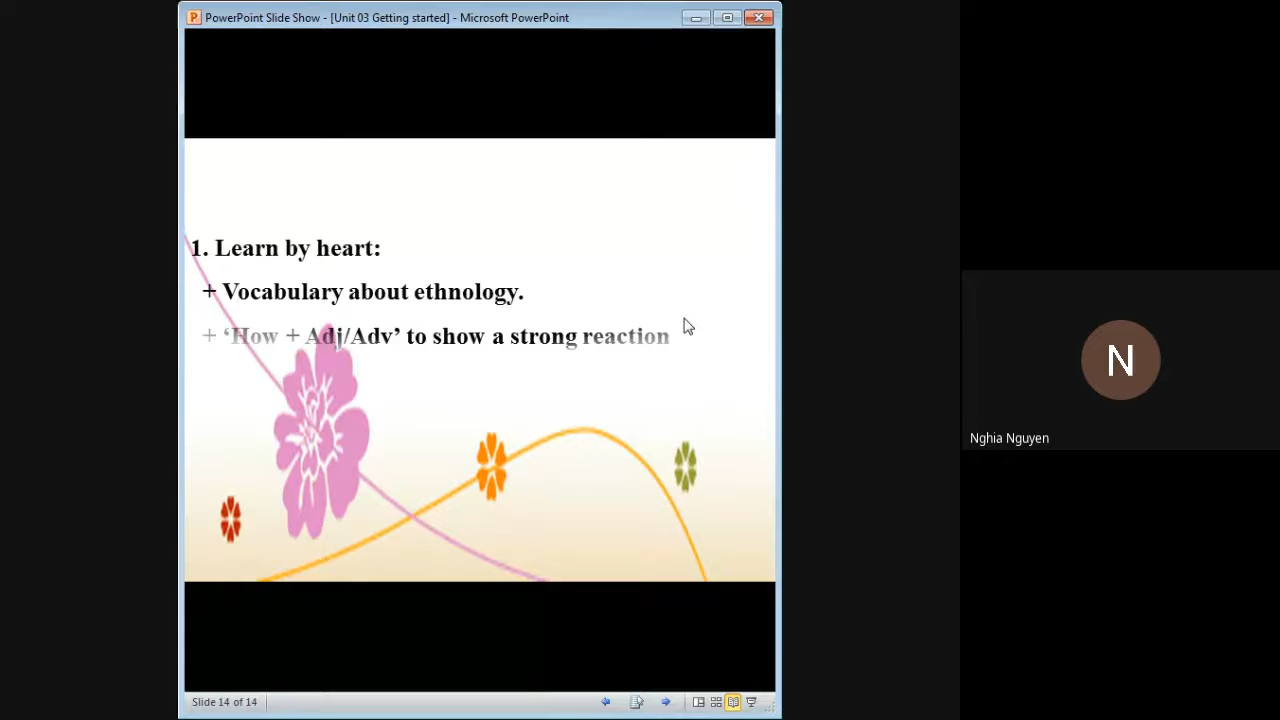 PowerPoint Slide Show - [Unit 03 Getting started] - Microsoft PowerPoint
1. Learn by heart:
+ Vocabulary about ethnology.
+ ‘How + Adj/Adv’ to show a strong reaction
N
Nghia Nguyen
Slide 14 of 14